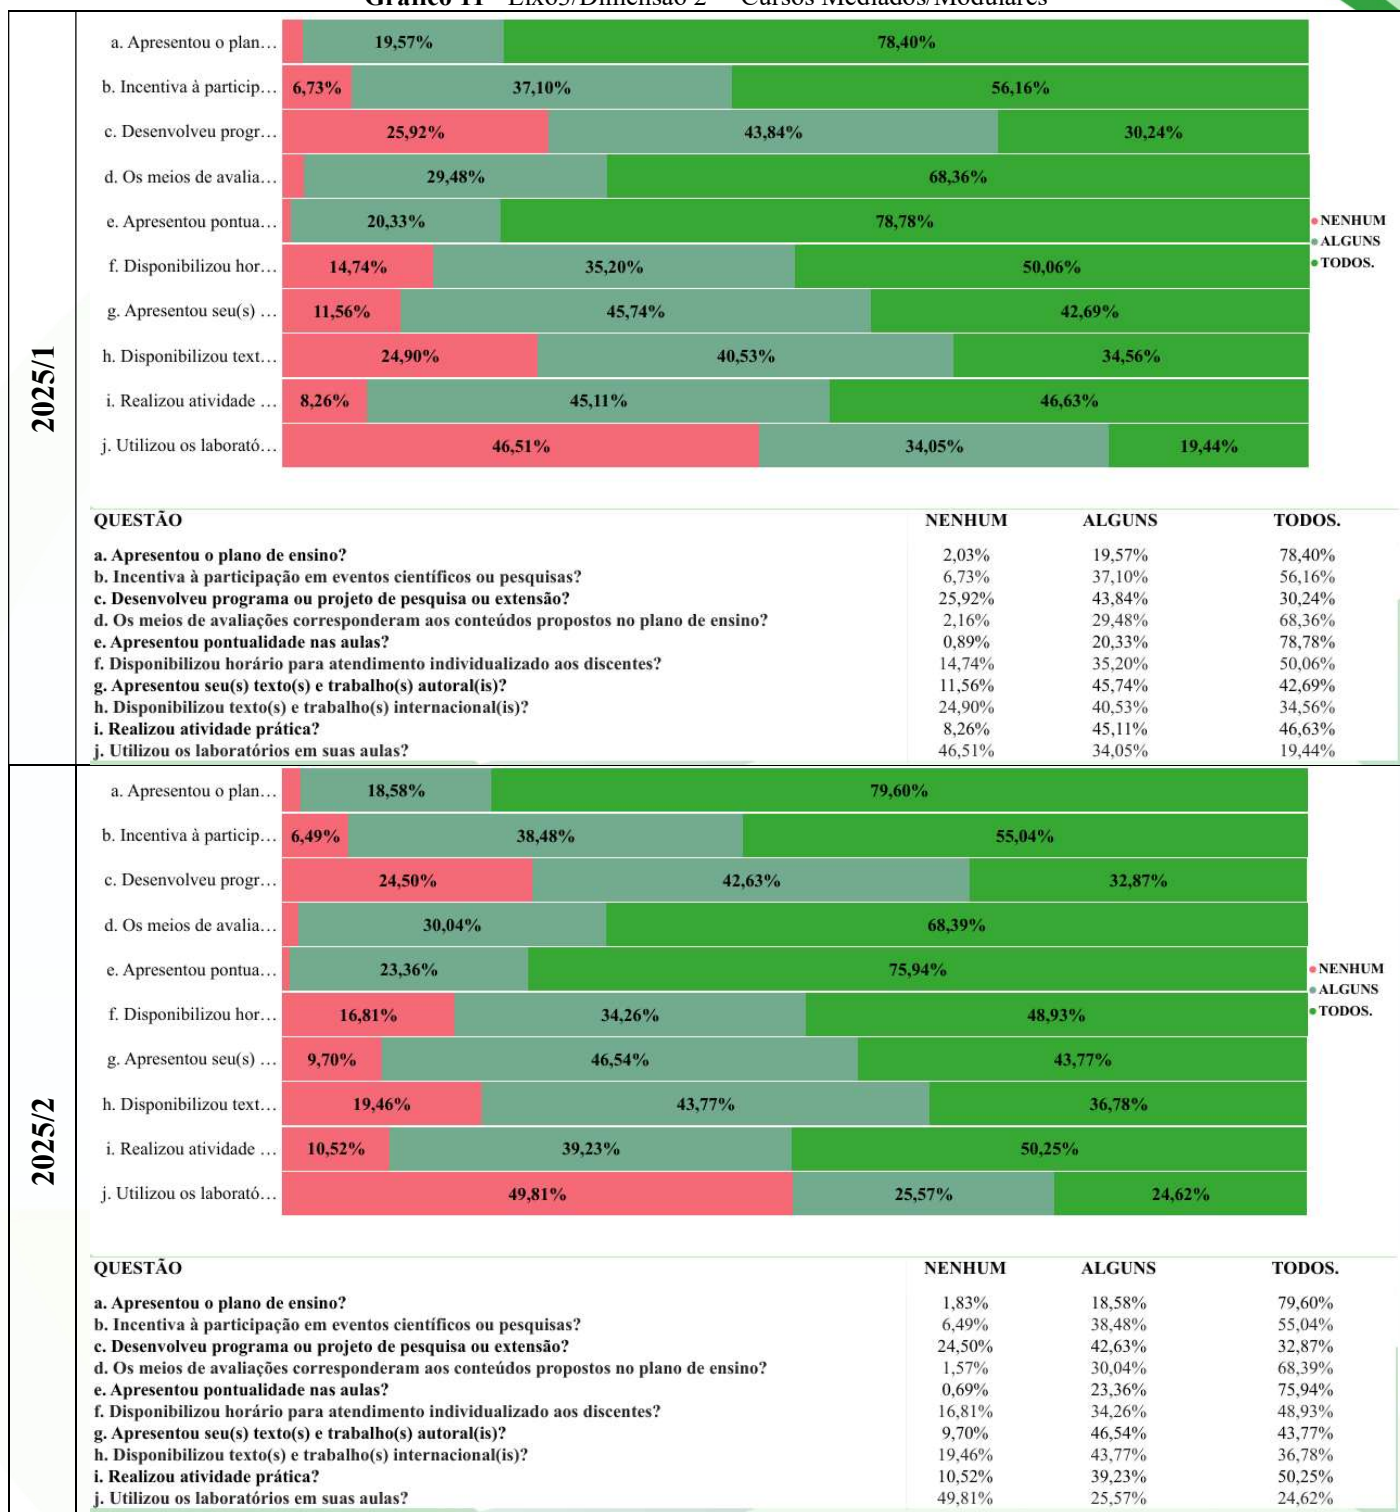 Gráfico 11 - Eixo3/Dimensão 2 – Cursos Mediados/Modulares
2025/1
a. Apresentou o plan… 19,57% 78,40%
b. Incentiva à particip… 6,73% 37,10% 56,16%
c. Desenvolveu progr… 25,92% 43,84% 30,24%
d. Os meios de avalia… 29,48% 68,36%
e. Apresentou pontua… 20,33% 78,78%
f. Disponibilizou hor… 14,74% 35,20% 50,06%
g. Apresentou seu(s) … 11,56% 45,74% 42,69%
h. Disponibilizou text… 24,90% 40,53% 34,56%
i. Realizou atividade … 8,26% 45,11% 46,63%
j. Utilizou os laborató… 46,51% 34,05% 19,44%
NENHUM
ALGUNS
TODOS.
QUESTÃO NENHUM ALGUNS TODOS.
a. Apresentou o plano de ensino? 2,03% 19,57% 78,40%
b. Incentiva à participação em eventos científicos ou pesquisas? 6,73% 37,10% 56,16%
c. Desenvolveu programa ou projeto de pesquisa ou extensão? 25,92% 43,84% 30,24%
d. Os meios de avaliações corresponderam aos conteúdos propostos no plano de ensino? 2,16% 29,48% 68,36%
e. Apresentou pontualidade nas aulas? 0,89% 20,33% 78,78%
f. Disponibilizou horário para atendimento individualizado aos discentes? 14,74% 35,20% 50,06%
g. Apresentou seu(s) texto(s) e trabalho(s) autoral(is)? 11,56% 45,74% 42,69%
h. Disponibilizou texto(s) e trabalho(s) internacional(is)? 24,90% 40,53% 34,56%
i. Realizou atividade prática? 8,26% 45,11% 46,63%
j. Utilizou os laboratórios em suas aulas? 46,51% 34,05% 19,44%
2025/2
a. Apresentou o plan… 18,58% 79,60%
b. Incentiva à particip… 6,49% 38,48% 55,04%
c. Desenvolveu progr… 24,50% 42,63% 32,87%
d. Os meios de avalia… 30,04% 68,39%
e. Apresentou pontua… 23,36% 75,94%
f. Disponibilizou hor… 16,81% 34,26% 48,93%
g. Apresentou seu(s) … 9,70% 46,54% 43,77%
h. Disponibilizou text… 19,46% 43,77% 36,78%
i. Realizou atividade … 10,52% 39,23% 50,25%
j. Utilizou os laborató… 49,81% 25,57% 24,62%
NENHUM
ALGUNS
TODOS.
QUESTÃO NENHUM ALGUNS TODOS.
a. Apresentou o plano de ensino? 1,83% 18,58% 79,60%
b. Incentiva à participação em eventos científicos ou pesquisas? 6,49% 38,48% 55,04%
c. Desenvolveu programa ou projeto de pesquisa ou extensão? 24,50% 42,63% 32,87%
d. Os meios de avaliações corresponderam aos conteúdos propostos no plano de ensino? 1,57% 30,04% 68,39%
e. Apresentou pontualidade nas aulas? 0,69% 23,36% 75,94%
f. Disponibilizou horário para atendimento individualizado aos discentes? 16,81% 34,26% 48,93%
g. Apresentou seu(s) texto(s) e trabalho(s) autoral(is)? 9,70% 46,54% 43,77%
h. Disponibilizou texto(s) e trabalho(s) internacional(is)? 19,46% 43,77% 36,78%
i. Realizou atividade prática? 10,52% 39,23% 50,25%
j. Utilizou os laboratórios em suas aulas? 49,81% 25,57% 24,62%